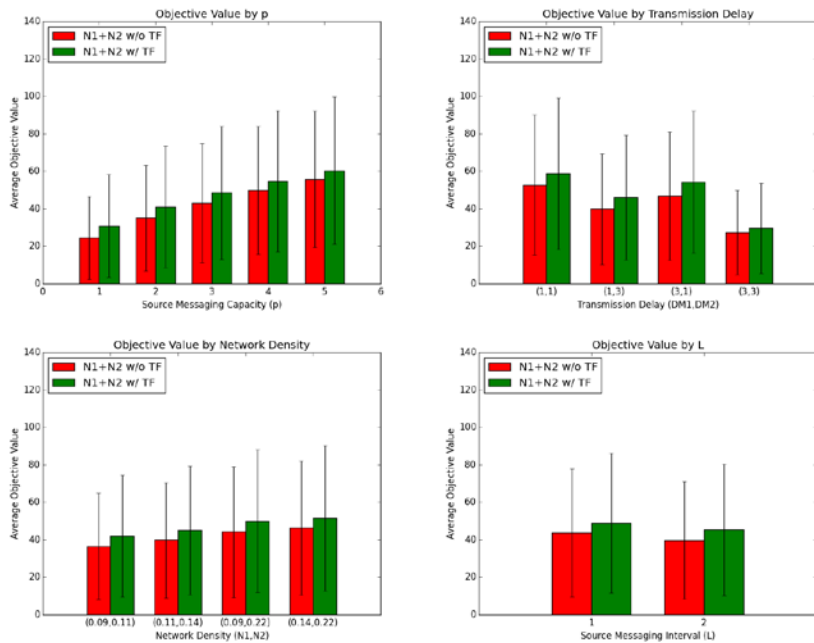 Objective Value by p
140
120
100
80
60
40
20
0
Average Objective Value
N1+N2 w/o TF
N1+N2 w/ TF
0 1 2 3 4 5 6
Source Messaging Capacity (p)
Objective Value by Transmission Delay
140
120
100
80
60
40
20
0
Average Objective Value
N1+N2 w/o TF
N1+N2 w/ TF
(1,1) (1,3) (3,1) (3,3)
Transmission Delay (DM1,DM2)
Objective Value by Network Density
140
120
100
80
60
40
20
0
Average Objective Value
N1+N2 w/o TF
N1+N2 w/ TF
(0.09,0.11) (0.11,0.14) (0.09,0.22) (0.14,0.22)
Network Density (N1,N2)
Objective Value by L
140
120
100
80
60
40
20
0
Average Objective Value
N1+N2 w/o TF
N1+N2 w/ TF
1 2
Source Messaging Interval (L)